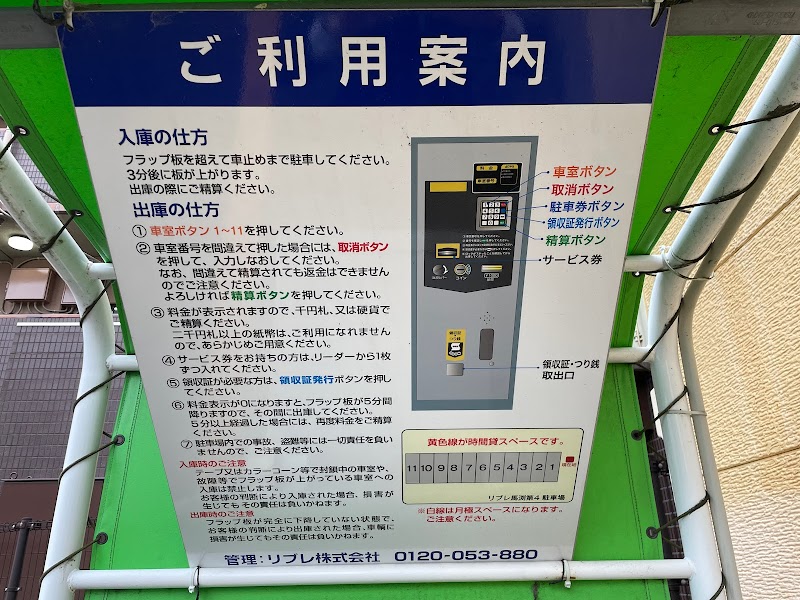 ご利用案内
入庫の仕方
フラップ板を超えて車止めまで駐車してください。
3分後に板が上がります。
出庫の際にご精算ください。
出庫の仕方
① 車室ボタン 1~11を押してください。
② 車室番号を間違えて押した場合には、取消ボタン
を押して、入力しなおしてください。
なお、間違えて精算されても返金はできません
のでご注意ください。
よろしければ精算ボタンを押してください。
③ 料金が表示されますので、千円札、又は硬貨で
ご精算ください。
二千円札以上の紙幣は、ご利用になれません
ので、あらかじめご用意ください。
④ サービス券をお持ちの方は、リーダーから1枚
ずつ入れてください。
⑤ 領収証が必要な方は、領収証発行ボタンを押し
てください。
⑥ 料金表示が0になりますと、フラップ板が5分間
降りますので、その間に出庫してください。
5分以上経過した場合には、再度料金をご精算
ください。
⑦ 駐車場内での事故、盗難等には一切責任を負い
ませんので、ご注意ください。
入庫時のご注意
テープ又はカラーコーン等で封鎖中の車室や、
故障等でフラップ板が上がっている車室への
入庫は禁止します。
お客様の判断により入庫された場合、損害が
生じてもその責任は負いかねます。
出庫時のご注意
フラップ板が完全に下降していない状態で、
お客様の判断により出庫された場合、車輌に
損害が生じてもその責任は負いかねます。
管理:リブレ株式会社 0120-053-880
車室ボタン
取消ボタン
駐車券ボタン
領収証発行ボタン
精算ボタン
サービス券
領収証・つり銭
取出口
黄色線が時間貸スペースです。
11 10 9 8 7 6 5 4 3 2 1
現在地
リブレ馬渕第4駐車場
※白線は月極スペースになります。
ご注意ください。